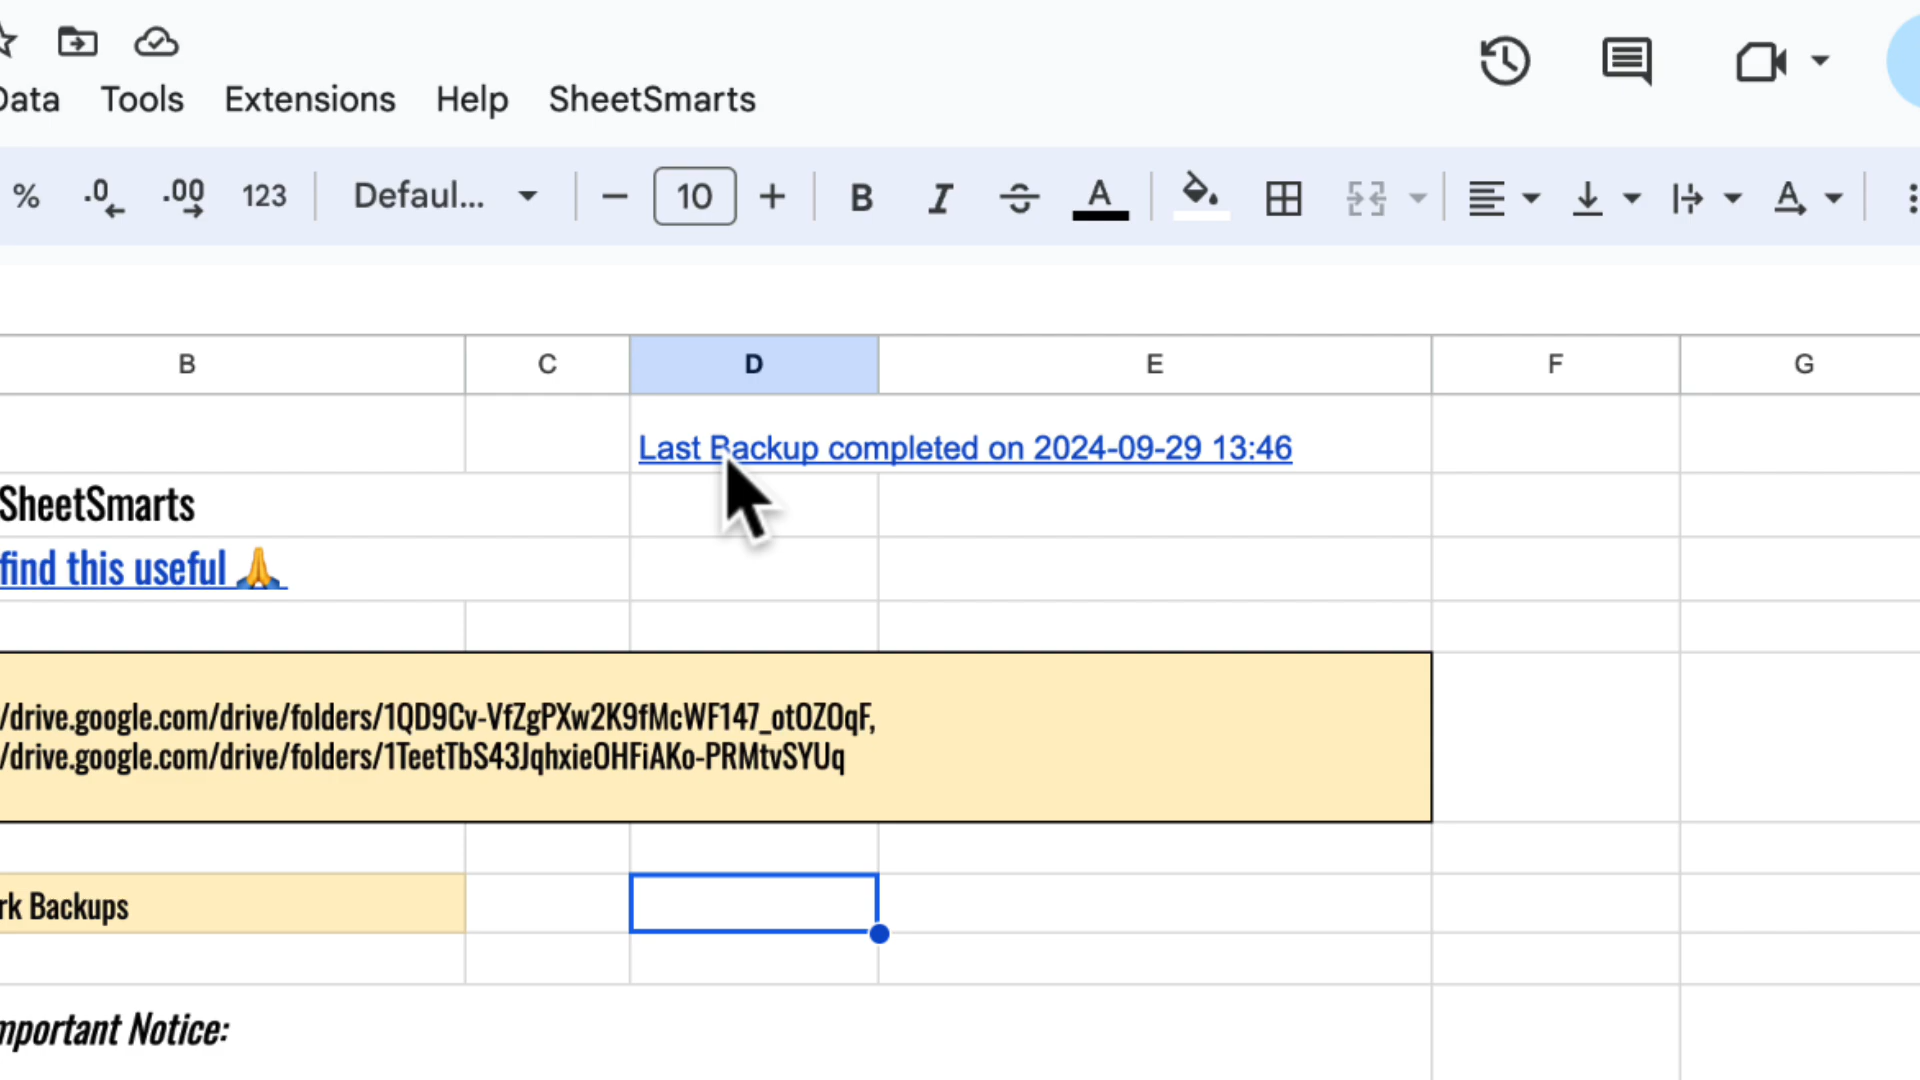 Data Tools Extensions Help SheetSmarts
% .0 .00 123 Defaul... 10 B I S A A
B C D E F G
Last Backup completed on 2024-09-29 13:46
SheetSmarts
find this useful 🙏
/drive.google.com/drive/folders/1QD9Cv-VfZgPXw2K9fMcWF147_otOZOqF,
/drive.google.com/drive/folders/1TeetTbS43JqhxieOHFiAKo-PRMtvSYUq
rk Backups
mportant Notice: